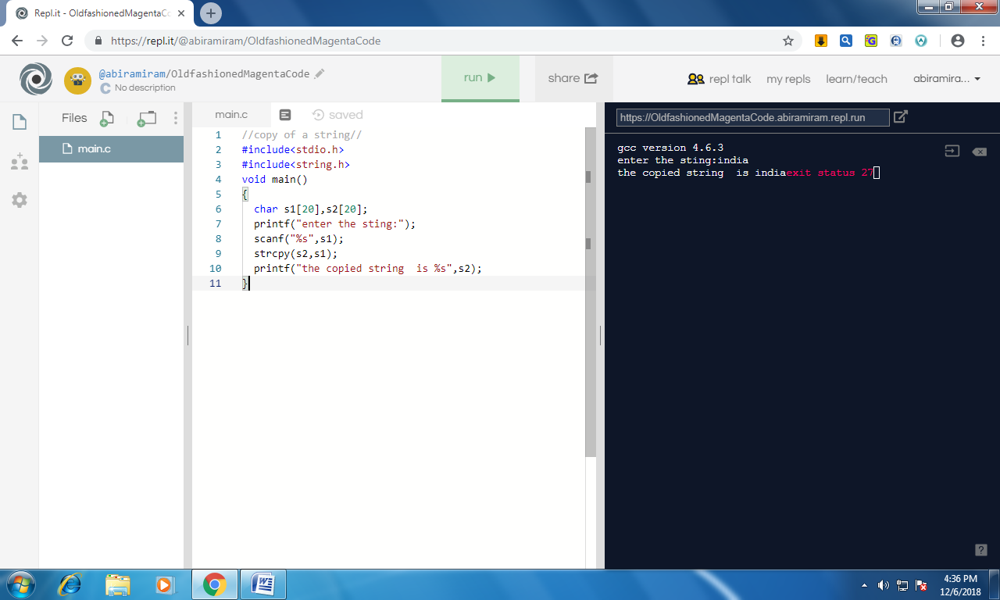 Repl.it - OldfashionedMagentaCo
https://repl.it/@abiramiram/OldfashionedMagentaCode
@abiramiram/OldfashionedMagentaCode
No description
run
share
repl talk
my repls
learn/teach
abiramira...
Files
main.c
main.c
saved
1 //copy of a string//
2 #include<stdio.h>
3 #include<string.h>
4 void main()
5 {
6 char s1[20],s2[20];
7 printf("enter the sting:");
8 scanf("%s",s1);
9 strcpy(s2,s1);
10 printf("the copied string  is %s",s2);
11 }
https://OldfashionedMagentaCode.abiramiram.repl.run
gcc version 4.6.3
enter the sting:india
the copied string  is indiaexit status 27
?
4:36 PM
12/6/2018